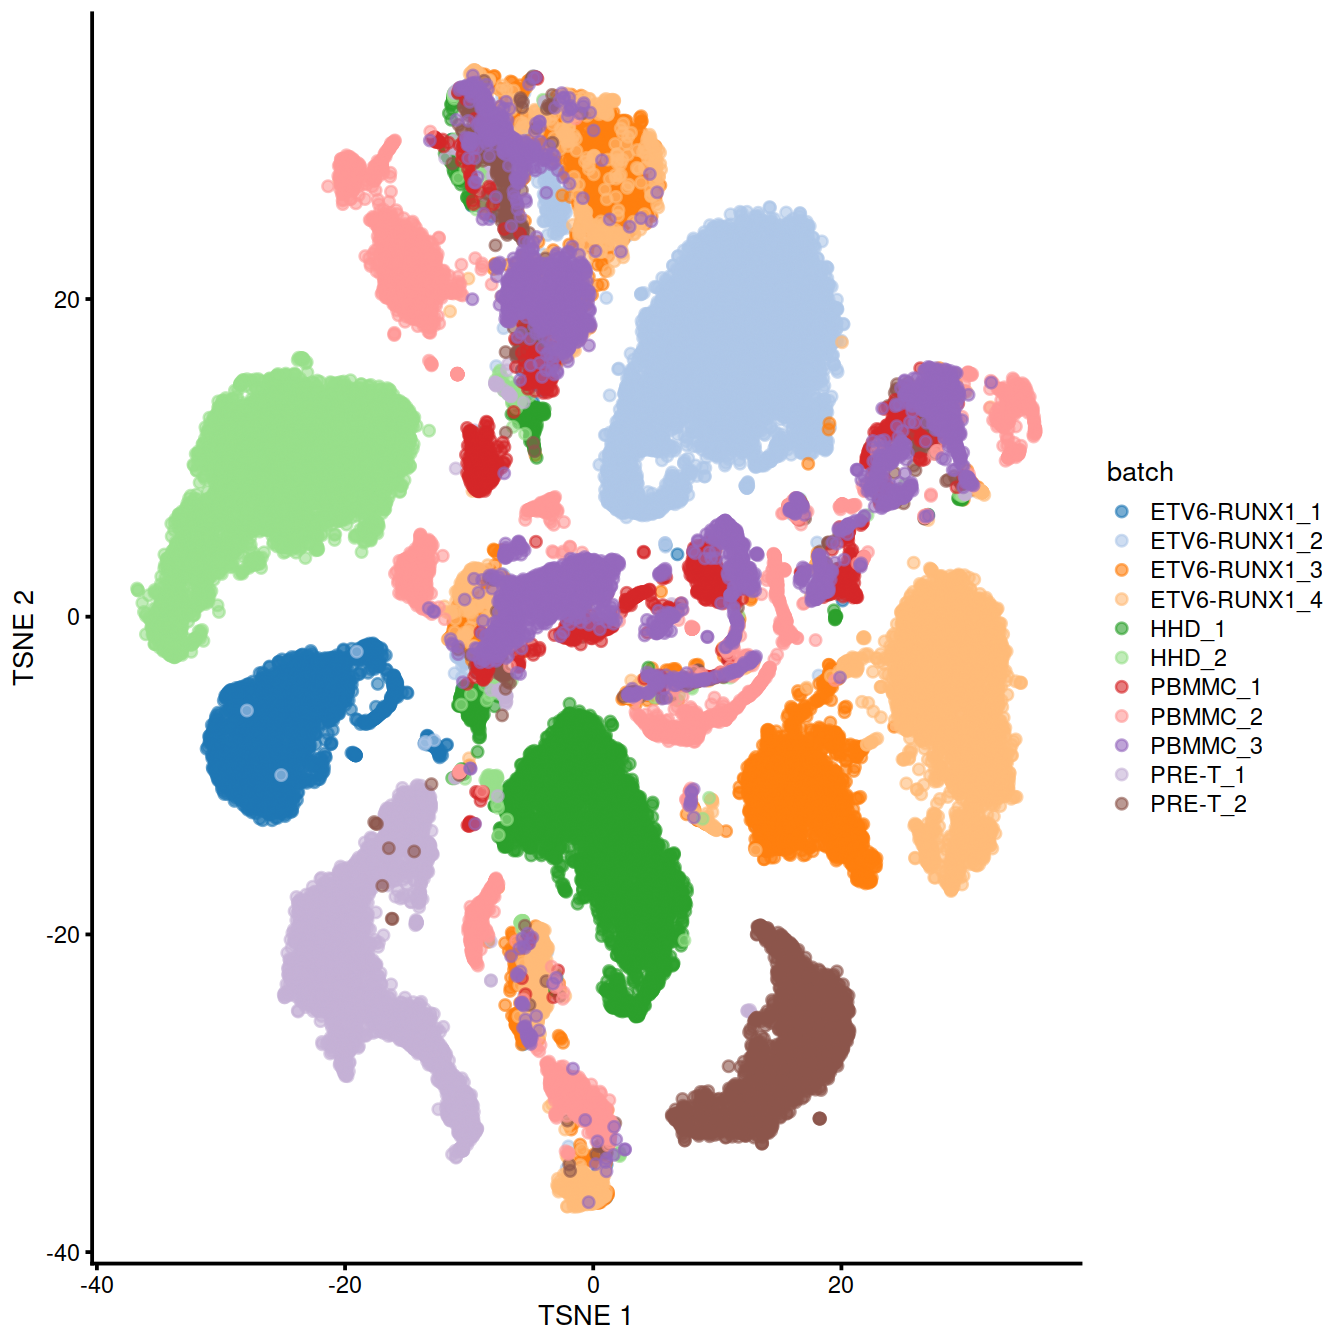 20
0
-20
-40
-40
-20
0
20
TSNE 1
TSNE 2
batch
ETV6-RUNX1_1
ETV6-RUNX1_2
ETV6-RUNX1_3
ETV6-RUNX1_4
HHD_1
HHD_2
PBMMC_1
PBMMC_2
PBMMC_3
PRE-T_1
PRE-T_2